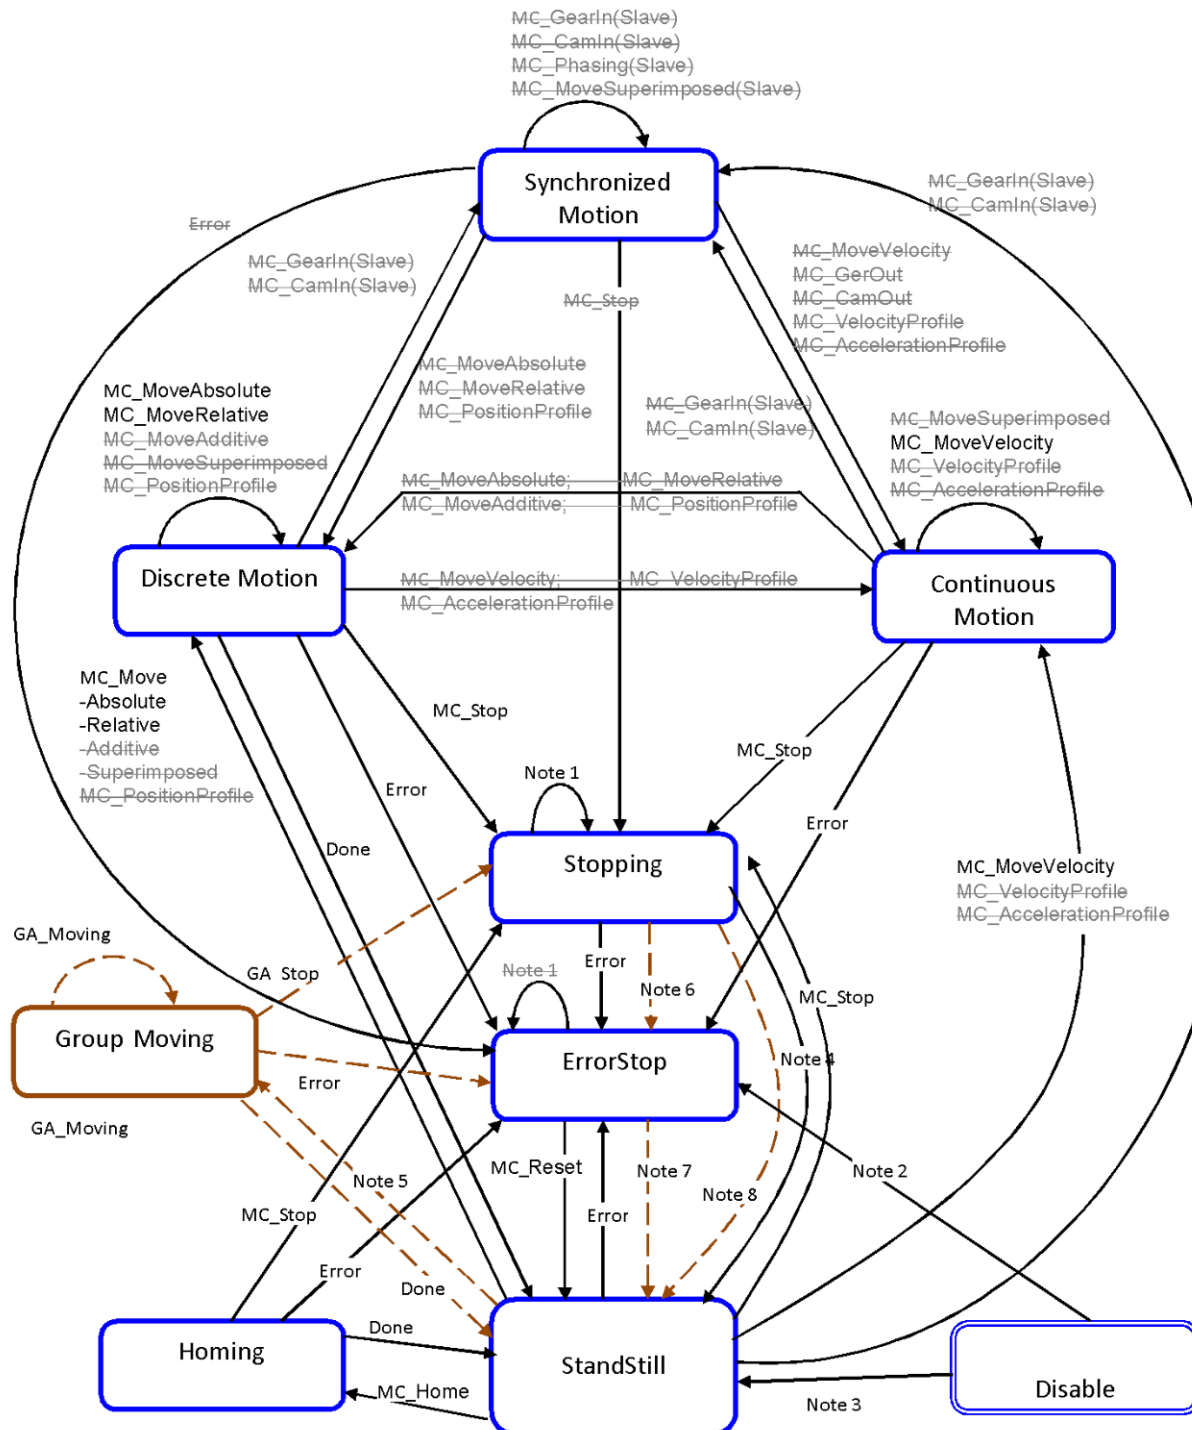 MC_GearIn(Slave)
MC_CamIn(Slave)
MC_Phasing(Slave)
MC_MoveSuperimposed(Slave)
Synchronized
Motion
MC_GearIn(Slave)
MC_CamIn(Slave)
Error
MC_GearIn(Slave)
MC_CamIn(Slave)
MC_MoveVelocity
MC_GerOut
MC_CamOut
MC_VelocityProfile
MC_AccelerationProfile
MC_Stop
MC_MoveAbsolute
MC_MoveRelative
MC_PositionProfile
MC_MoveAbsolute
MC_MoveRelative
MC_MoveAdditive
MC_MoveSuperimposed
MC_PositionProfile
MC_GearIn(Slave)
MC_CamIn(Slave)
MC_MoveSuperimposed
MC_MoveVelocity
MC_VelocityProfile
MC_AccelerationProfile
MC_MoveAbsolute; MC_MoveRelative
MC_MoveAdditive; MC_PositionProfile
Discrete Motion
MC_MoveVelocity; MC_VelocityProfile
MC_AccelerationProfile
Continuous
Motion
MC_Move
-Absolute
-Relative
-Additive
-Superimposed
MC_PositionProfile
MC_Stop
MC_Stop
Note 1
Error
Error
Done
Stopping
MC_MoveVelocity
MC_VelocityProfile
MC_AccelerationProfile
GA_Moving
GA_Stop
Note 1
Error
Note 6
MC_Stop
Group Moving
ErrorStop
Note 4
Error
GA_Moving
Note 5
MC_Reset
Note 7
Note 8
Note 2
MC_Stop
Error
Error
Done
Done
Homing
StandStill
MC_Home
Disable
Note 3